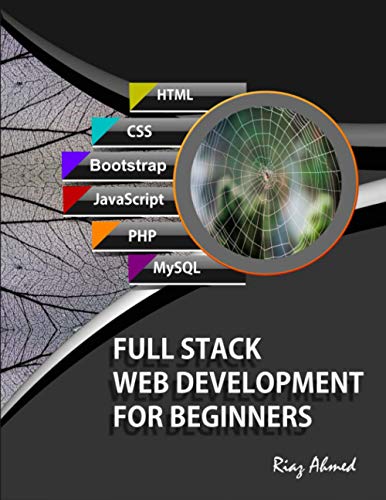 HTML
CSS
Bootstrap
JavaScript
PHP
MySQL
FULL STACK
WEB DEVELOPMENT
FOR BEGINNERS
Riaz Ahmed